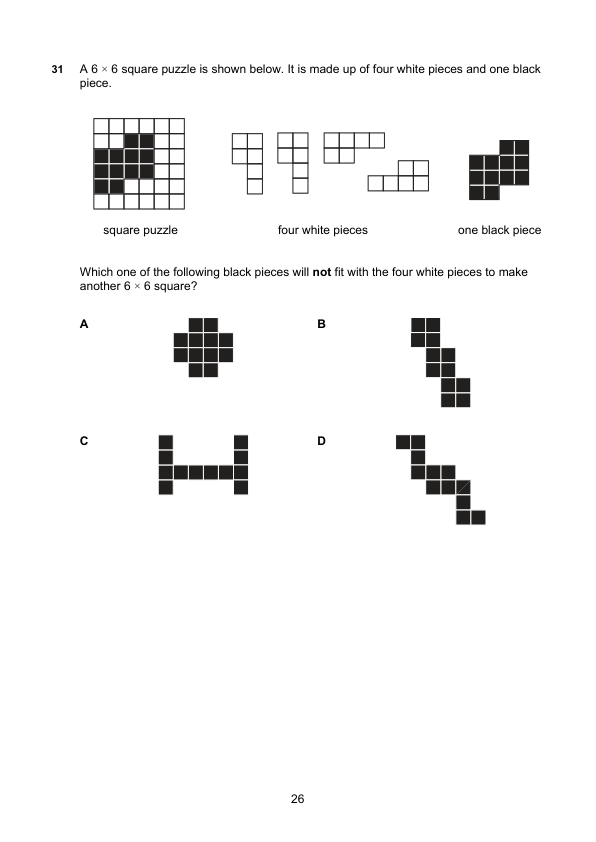 31 A 6 × 6 square puzzle is shown below. It is made up of four white pieces and one black
piece.
square puzzle four white pieces one black piece
Which one of the following black pieces will not fit with the four white pieces to make
another 6 × 6 square?
A B
C D
26